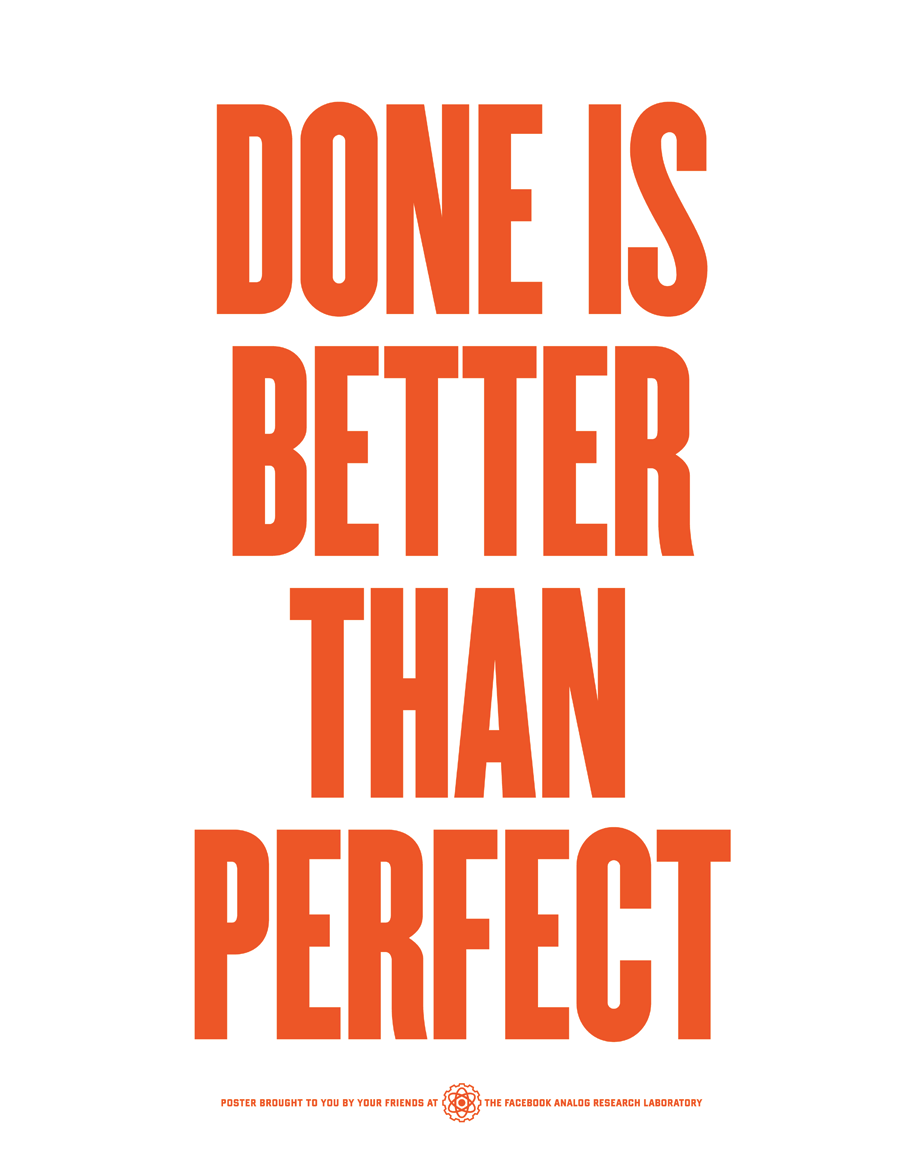 DONE IS
BETTER
THAN
PERFECT
POSTER BROUGHT TO YOU BY YOUR FRIENDS AT THE FACEBOOK ANALOG RESEARCH LABORATORY